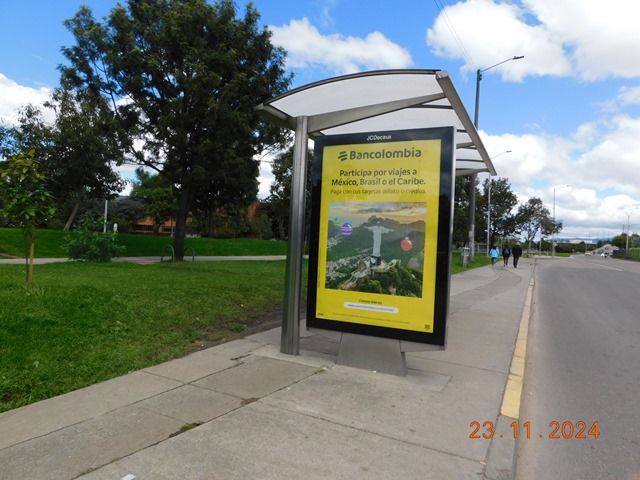 JCDecaux
Bancolombia
Participa por viajes a
México, Brasil o el Caribe.
Paga con tus tarjetas débito o crédito.
23.11.2024